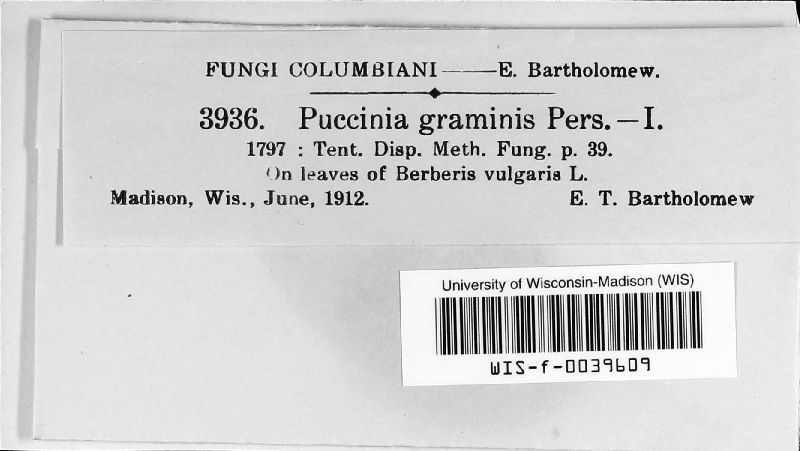 FUNGI COLUMBIANI —— E. Bartholomew.
3936. Puccinia graminis Pers. — I.
1797 : Tent. Disp. Meth. Fung. p. 39.
On leaves of Berberis vulgaris L.
Madison, Wis., June, 1912. E. T. Bartholomew
University of Wisconsin-Madison (WIS)
WIS-f-0039609